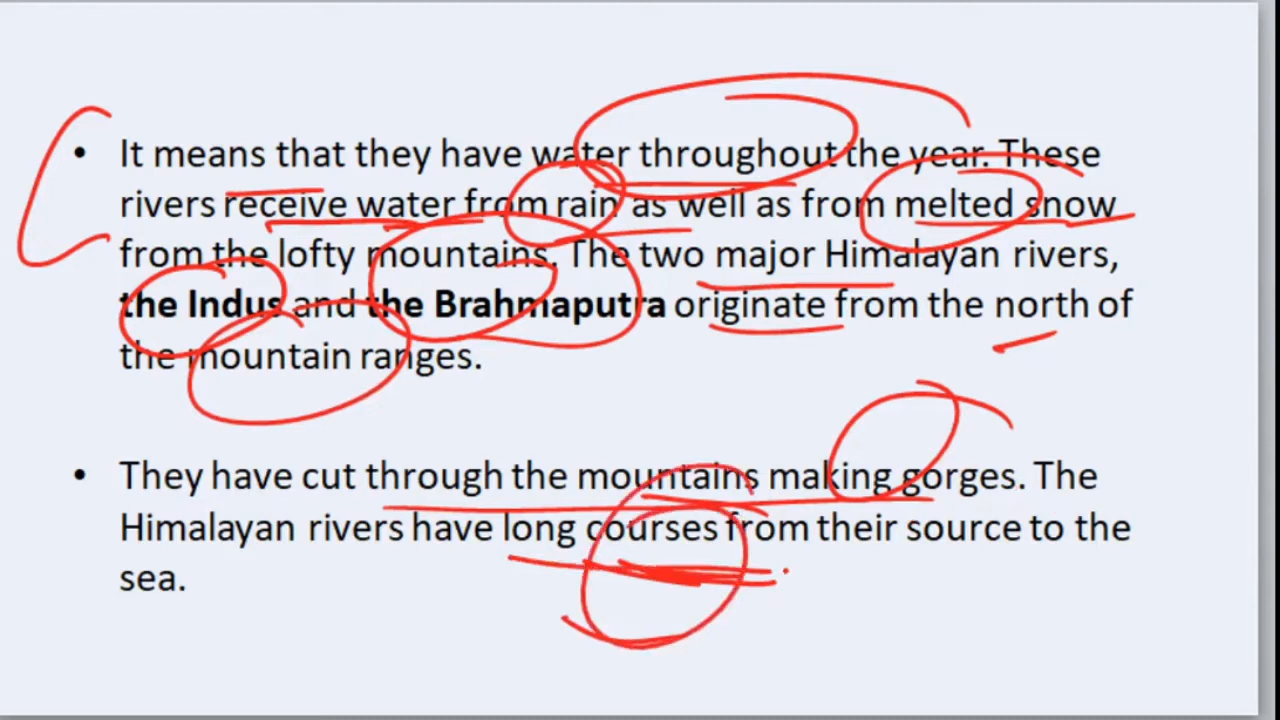 • It means that they have water throughout the year. These
rivers receive water from rain as well as from melted snow
from the lofty mountains. The two major Himalayan rivers,
the Indus and the Brahmaputra originate from the north of
the mountain ranges.
• They have cut through the mountains making gorges. The
Himalayan rivers have long courses from their source to the
sea.